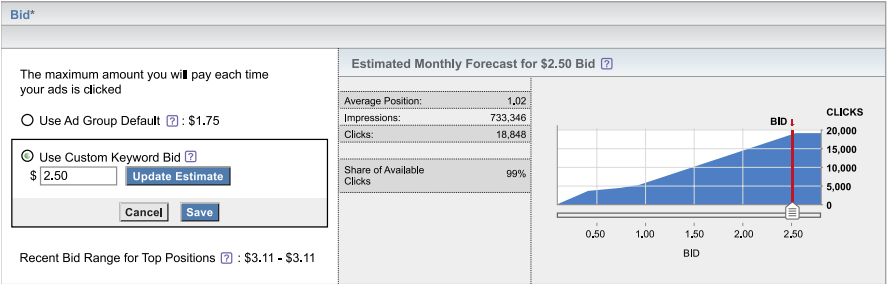 Bid*
The maximum amount you will pay each time
your ads is clicked
Use Ad Group Default ? : $1.75
Use Custom Keyword Bid ?
$ 2.50 Update Estimate
Cancel Save
Recent Bid Range for Top Positions ? : $3.11 - $3.11
Estimated Monthly Forecast for $2.50 Bid ?
Average Position: 1.02
Impressions: 733,346
Clicks: 18,848
Share of Available
Clicks 99%
CLICKS
BID
20,000
15,000
10,000
5,000
0
0.50 1.00 1.50 2.00 2.50
BID